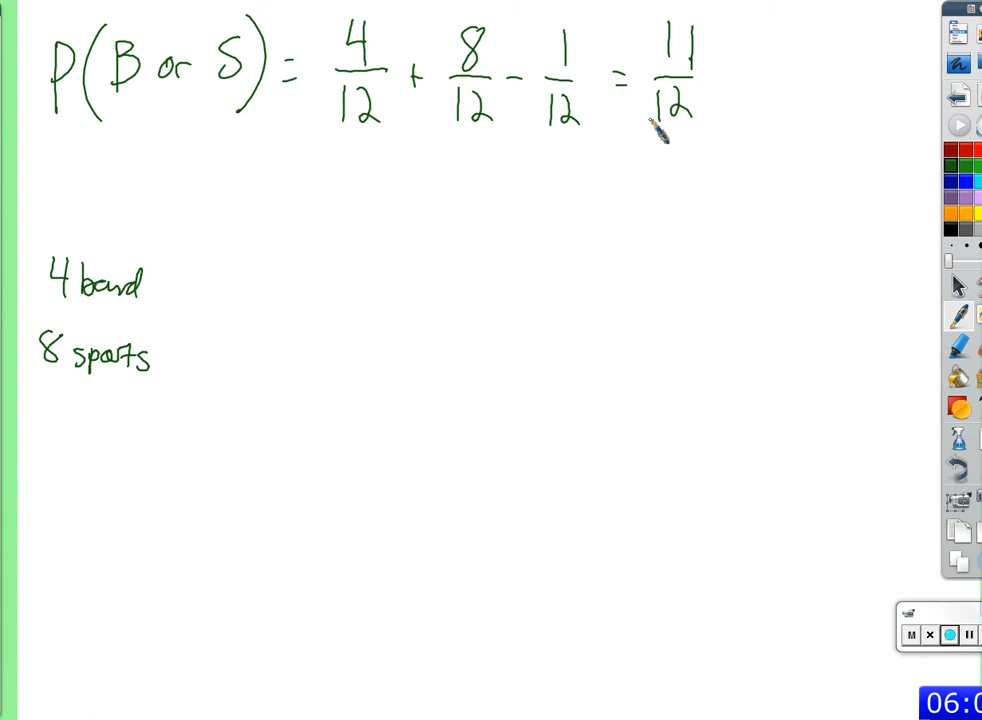 P(B or S) = 4/12 + 8/12 - 1/12 = 11/12
4 band
8 sports
M
06:0